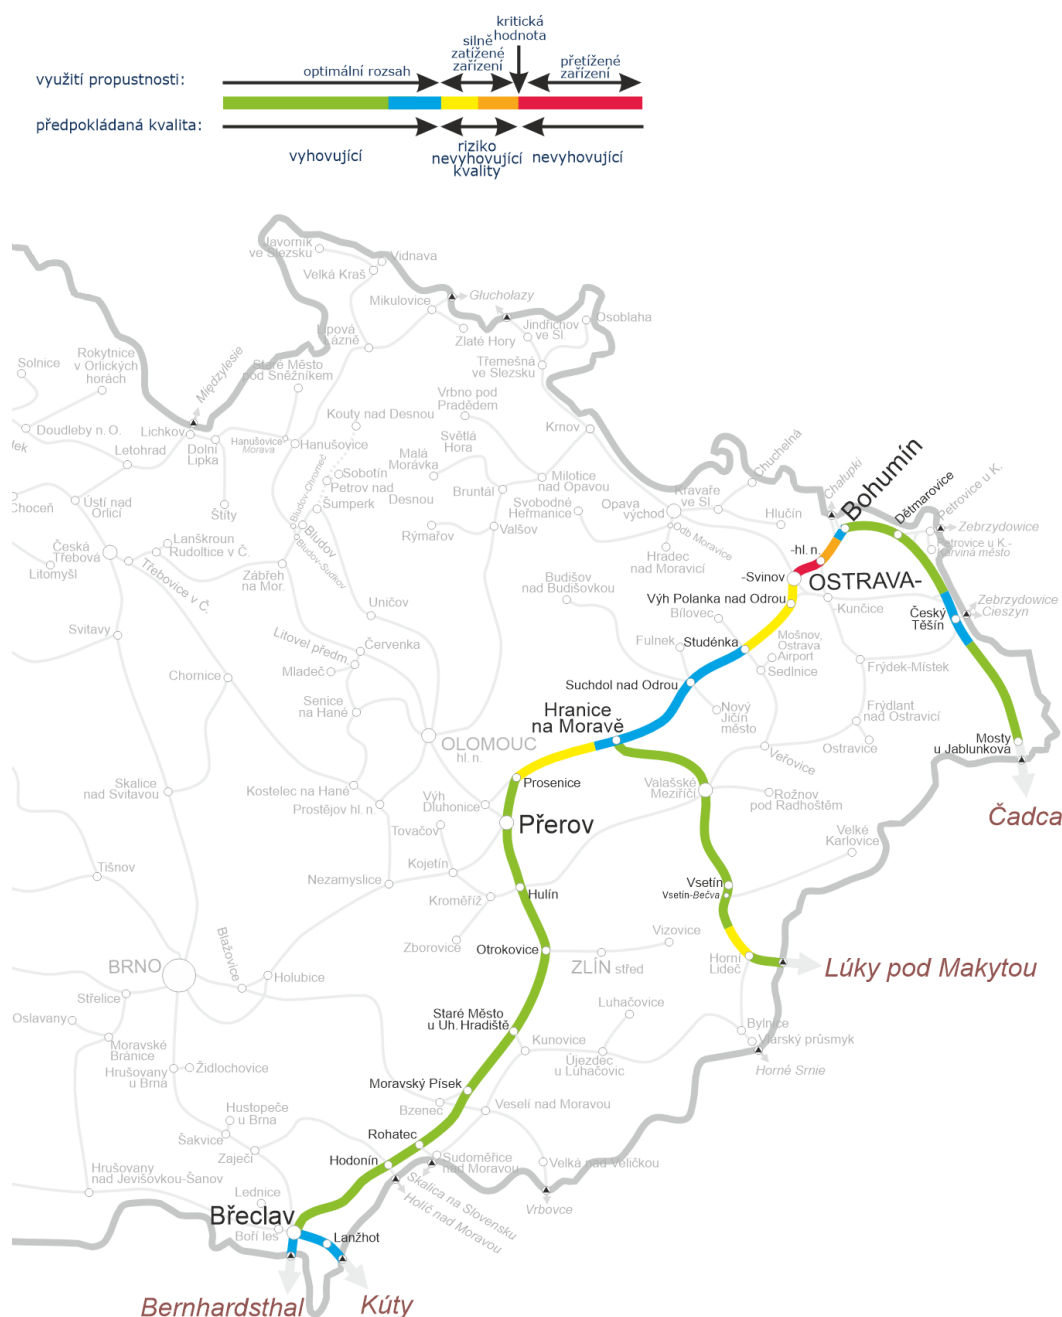 kritická
hodnota
silně
zatížené
zařízení
optimální rozsah
přetížené
zařízení
využití propustnosti:
předpokládaná kvalita:
vyhovující
riziko
nevyhovující
kvality
nevyhovující
Javorník
ve Slezsku
Vidnava
Velká Kraš
Mikulovice
Głuchołazy
Zlaté Hory
Jindřichov
ve Sl.
Osoblaha
Lipová
Lázně
Třemešná
ve Slezsku
Solnice
Rokytnice
v Orlických
horách
Międzylesie
Staré Město
pod Sněžníkem
Vrbno pod
Pradědem
Kouty nad Desnou
Doudleby n. O.
Lichkov
Dolní
Lipka
Hanušovice
Morava
Hanušovice
Světlá
Hora
Krnov
Letohrad
Malá
Morávka
Chuchelná
Chałupki
Bohumín
Bludov-Chromeč
Sobotín
Petrov nad
Desnou
Šumperk
Bruntál
Milotice
nad Opavou
Choceň
Ústí nad
Orlicí
Štíty
Svobodné
Heřmanice
Opava
východ
Kravaře
ve Sl.
Hlučín
Dělmarovice
Petrovice u K.
Zebrzydowice
Petrovice u K.-
Karviná město
Rýmařov
Valšov
Odb Moravice
Bludov
Bludov-Sudkov
Česká
Třebová
Lanškroun
Rudoltice v Č.
Litomyšl
Třebovice v Č.
Zábřeh
na Mor.
Hradec
nad Moravicí
-hl. n.
-Svinov
OSTRAVA-
Budišov
nad Budišovkou
Výh Polanka nad Odrou
Kunčice
Český
Těšín
Zebrzydowice
Cieszyn
Uničov
Bílovec
Svitavy
Litovel předm.
Červenka
Fulnek
Studénka
Mošnov,
Ostrava
Airport
Sedlnice
Frýdek-Místek
Mladeč
Chornice
Suchdol nad Odrou
Senice
na Hané
Hranice
na Moravě
Nový
Jičín
město
Frýdlant
nad Ostravicí
Ostravice
Mosty
u Jablunkova
OLOMOUC
hl. n.
Veřovice
Skalice
nad Svitavou
Kostelec na Hané
Prosenice
Valašské
Meziříčí
Rožnov
pod Radhoštěm
Čadca
Prostějov hl. n.
Výh
Dluhonice
Přerov
Tovačov
Velké
Karlovice
Tišnov
Nezamyslice
Kojetín
Hulín
Vsetín
Vsetín-Bečva
Kroměříž
Blažovice
Zborovice
Otrokovice
Vizovice
ZLÍN střed
Horní
Lideč
Lúky pod Makytou
BRNO
Holubice
Střelice
Oslavany
Luhačovice
Staré Město
u Uh. Hradiště
Bylnice
Vlárský průsmyk
Moravské
Bránice
Kunovice
Újezdec
u Luhačovic
Horné Srnie
Hrušovany
u Brna
Židlochovice
Moravský Písek
Bzenec
Veselí nad Moravou
Hustopeče
u Brna
Šakvice
Rohatec
Zaječí
Hodonín
Sudoměřice
nad Moravou
Velká nad Veličkou
Hrušovany
nad Jevišovkou-Šanov
Skalica na Slovensku
Holíč nad Moravou
Vrbovce
Lednice
Břeclav
Boří les
Lanžhot
Bernhardsthal
Kúty